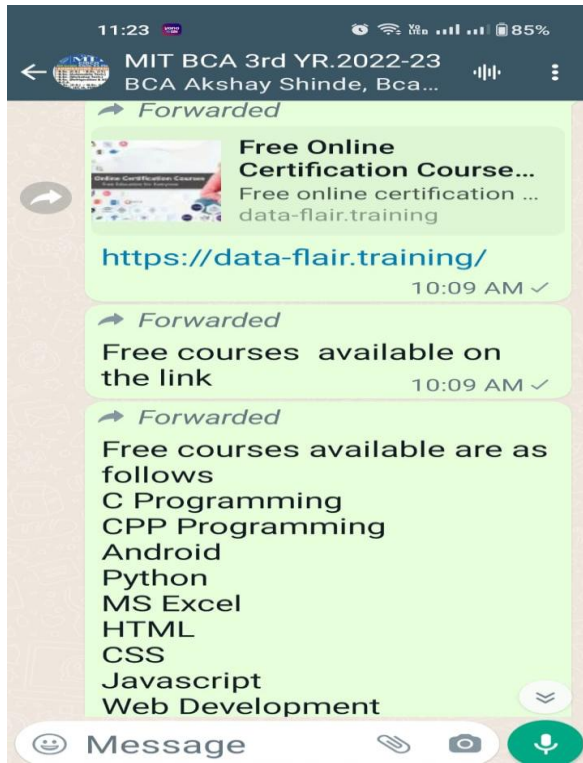 11:23
85%
MIT BCA 3rd YR.2022-23
BCA Akshay Shinde, Bca...
Forwarded
Free Online
Certification Course...
Free online certification ...
data-flair.training
Online Certification Courses
https://data-flair.training/
10:09 AM
Forwarded
Free courses available on
the link
10:09 AM
Forwarded
Free courses available are as
follows
C Programming
CPP Programming
Android
Python
MS Excel
HTML
CSS
Javascript
Web Development
Message